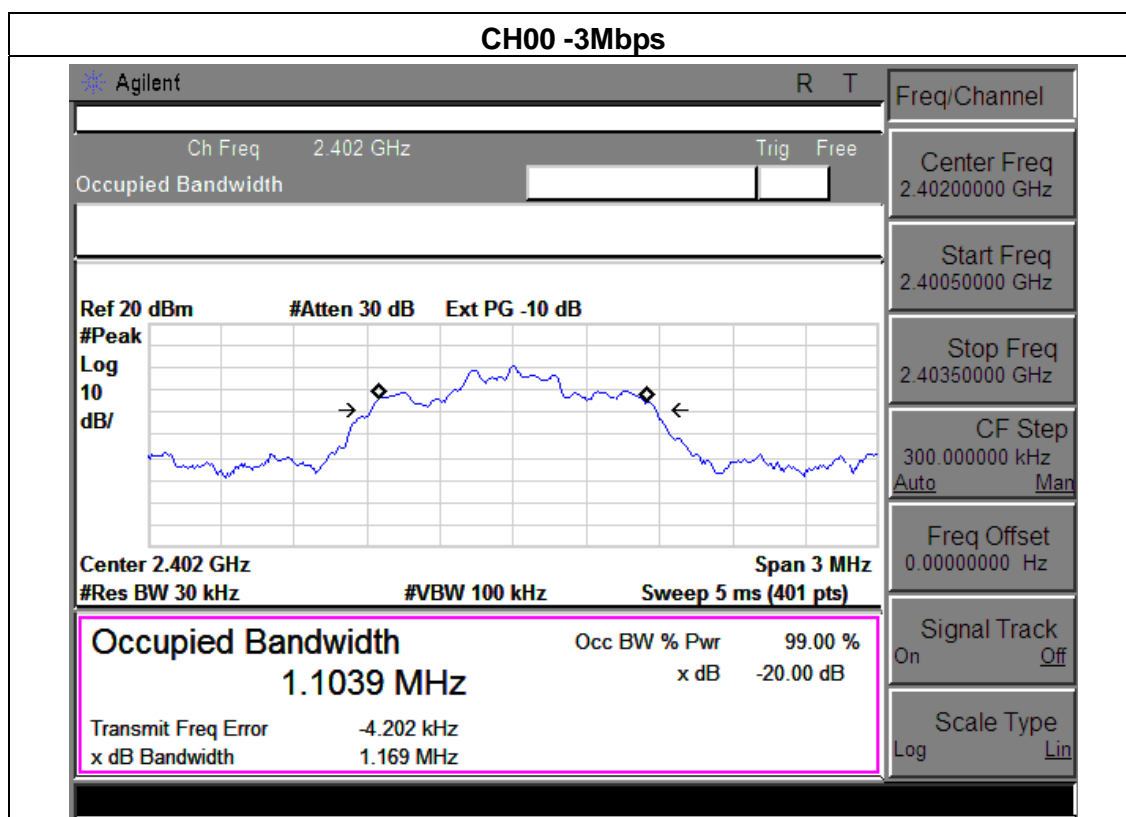 CH00 -3Mbps
Agilent R T
Ch Freq 2.402 GHz Trig Free
Occupied Bandwidth
Ref 20 dBm #Atten 30 dB Ext PG -10 dB
#Peak
Log
10
dB/
Center 2.402 GHz Span 3 MHz
#Res BW 30 kHz #VBW 100 kHz Sweep 5 ms (401 pts)
Occupied Bandwidth Occ BW % Pwr 99.00 %
1.1039 MHz x dB -20.00 dB
Transmit Freq Error -4.202 kHz
x dB Bandwidth 1.169 MHz
Freq/Channel
Center Freq
2.40200000 GHz
Start Freq
2.40050000 GHz
Stop Freq
2.40350000 GHz
CF Step
300.000000 kHz
Auto Man
Freq Offset
0.00000000 Hz
Signal Track
On Off
Scale Type
Log Lin